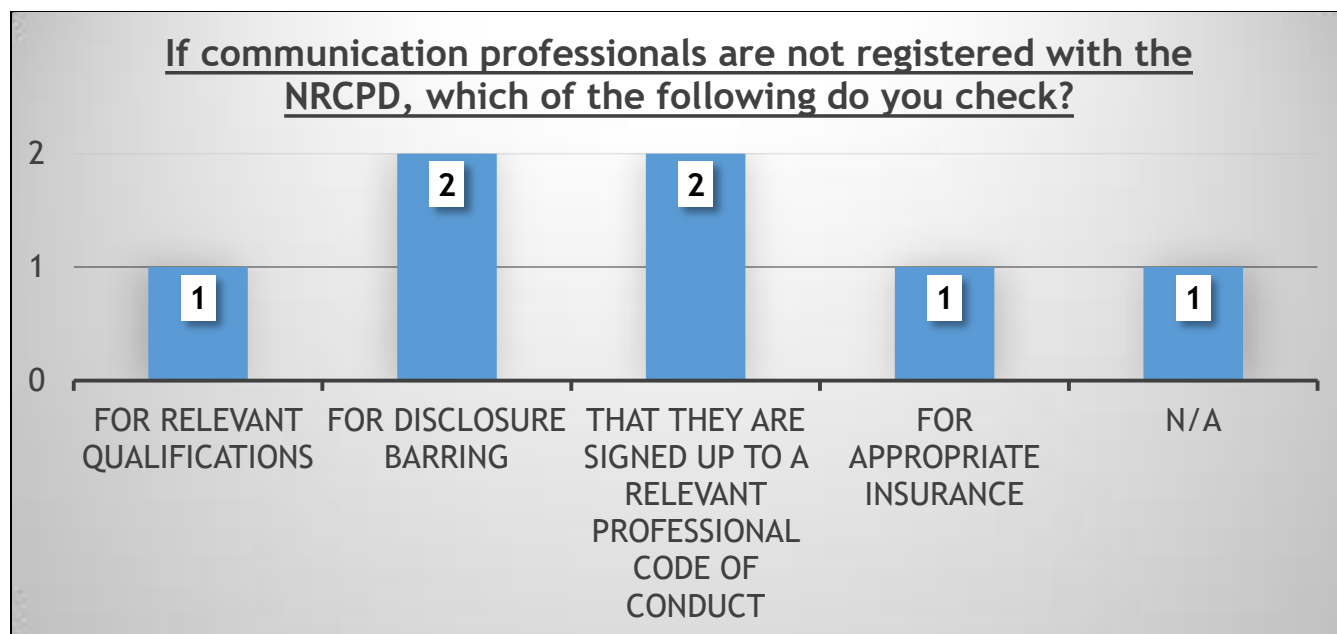 If communication professionals are not registered with the
NRCPD, which of the following do you check?
2
1
0
2
2
1
1
1
FOR RELEVANT
QUALIFICATIONS
FOR DISCLOSURE
BARRING
THAT THEY ARE
SIGNED UP TO A
RELEVANT
PROFESSIONAL
CODE OF
CONDUCT
FOR
APPROPRIATE
INSURANCE
N/A